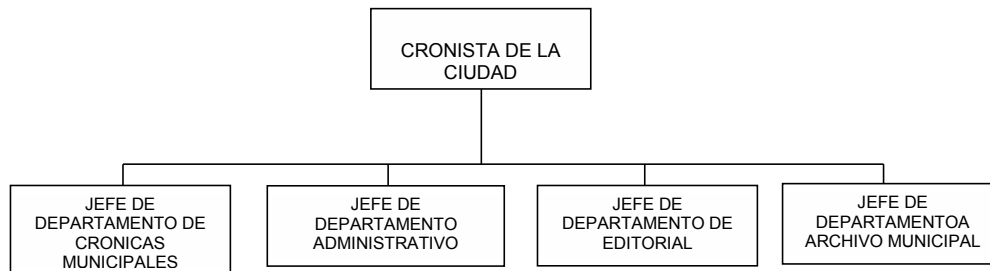 CRONISTA DE LA
CIUDAD
JEFE DE
DEPARTAMENTO DE
CRONICAS
MUNICIPALES
JEFE DE
DEPARTAMENTO
ADMINISTRATIVO
JEFE DE
DEPARTAMENTO DE
EDITORIAL
JEFE DE
DEPARTAMENTOA
ARCHIVO MUNICIPAL